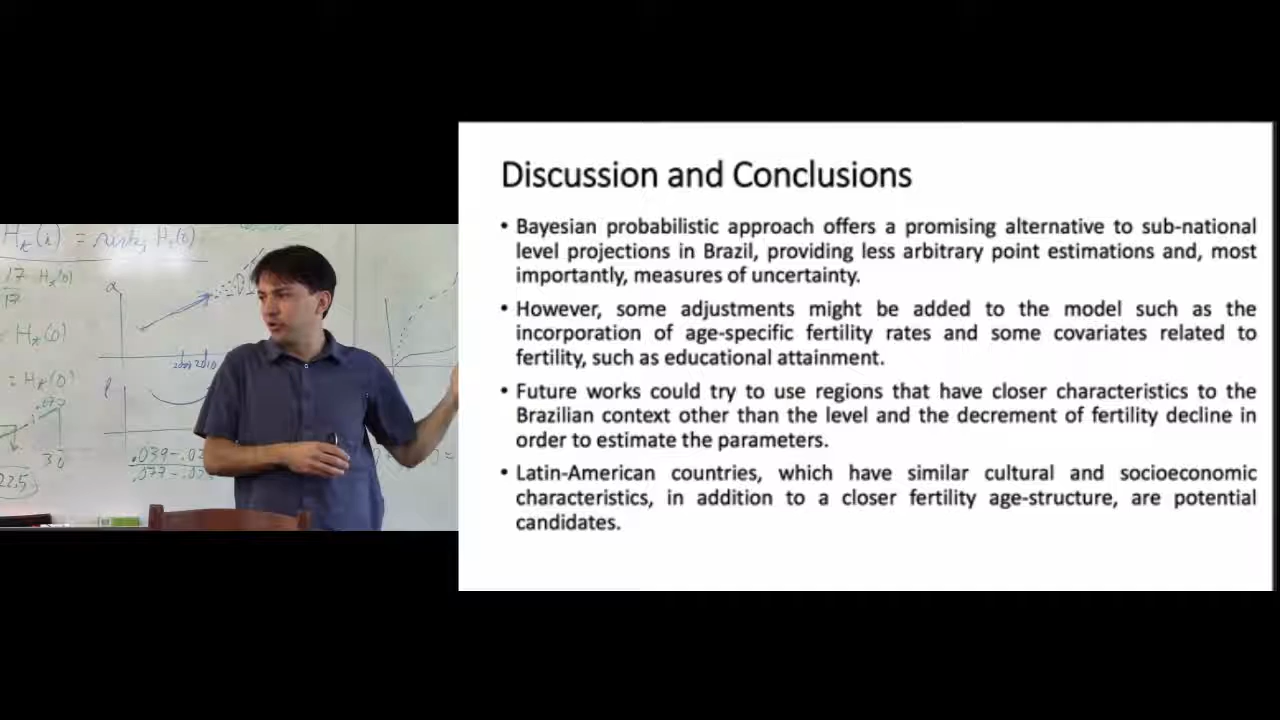 Discussion and Conclusions
• Bayesian probabilistic approach offers a promising alternative to sub-national
level projections in Brazil, providing less arbitrary point estimations and, most
importantly, measures of uncertainty.
• However, some adjustments might be added to the model such as the
incorporation of age-specific fertility rates and some covariates related to
fertility, such as educational attainment.
• Future works could try to use regions that have closer characteristics to the
Brazilian context other than the level and the decrement of fertility decline in
order to estimate the parameters.
• Latin-American countries, which have similar cultural and socioeconomic
characteristics, in addition to a closer fertility age-structure, are potential
candidates.
17
17
30
22.5